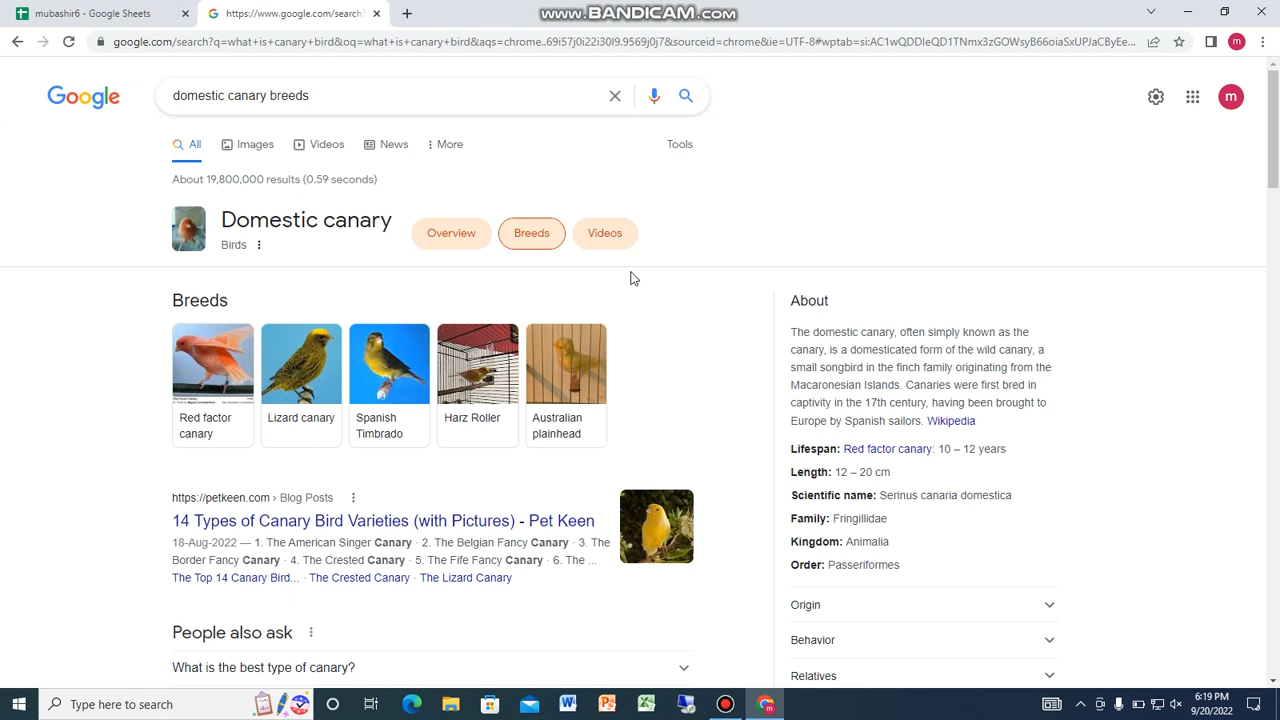 mubashir6 - Google Sheets
https://www.google.com/search?
www.BANDICAM.com
google.com/search?q=what+is+canary+bird&oq=what+is+canary+bird&aqs=chrome..69i57j0i22i30l9.9569j0j7&sourceid=chrome&ie=UTF-8#wptab=si:AC1wQDDIeQD1TNmx3zGOWsyB66oiaSxUPJaCByEe...
m
Google
domestic canary breeds
m
All
Images
Videos
News
More
Tools
About 19,800,000 results (0.59 seconds)
Domestic canary
Birds
Overview
Breeds
Videos
Breeds
Red factor canary
Lizard canary
Spanish Timbrado
Harz Roller
Australian plainhead
https://petkeen.com › Blog Posts
14 Types of Canary Bird Varieties (with Pictures) - Pet Keen
18-Aug-2022 — 1. The American Singer Canary · 2. The Belgian Fancy Canary · 3. The
Border Fancy Canary · 4. The Crested Canary · 5. The Fife Fancy Canary · 6. The ...
The Top 14 Canary Bird... · The Crested Canary · The Lizard Canary
People also ask
What is the best type of canary?
About
The domestic canary, often simply known as the
canary, is a domesticated form of the wild canary, a
small songbird in the finch family originating from the
Macaronesian Islands. Canaries were first bred in
captivity in the 17th century, having been brought to
Europe by Spanish sailors. Wikipedia
Lifespan: Red factor canary: 10 – 12 years
Length: 12 – 20 cm
Scientific name: Serinus canaria domestica
Family: Fringillidae
Kingdom: Animalia
Order: Passeriformes
Origin
Behavior
Relatives
Type here to search
6:19 PM
9/20/2022